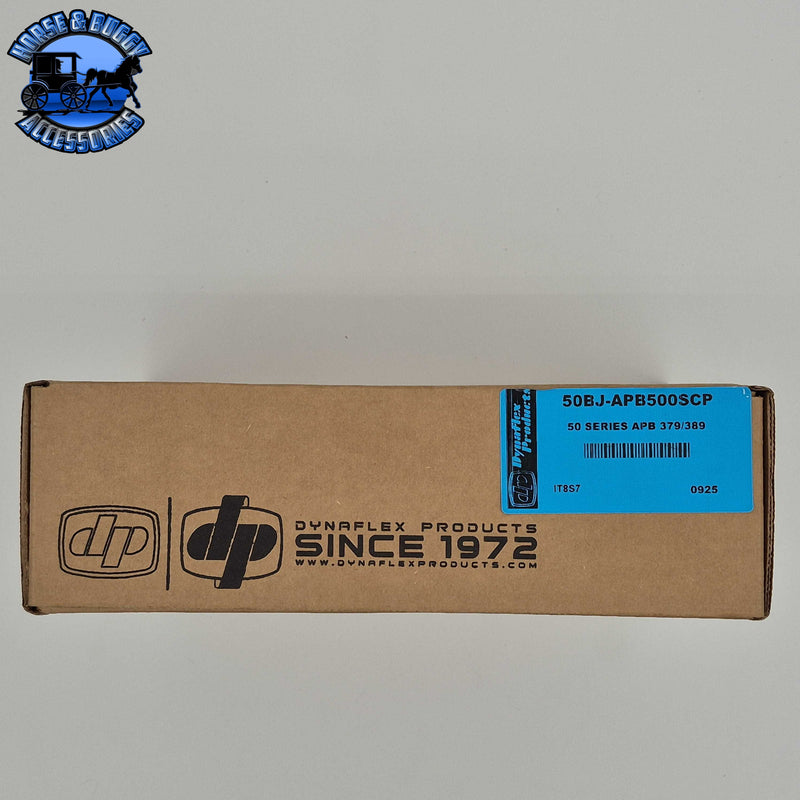 HORSE & BUGGY
ACCESSORIES
Dynaflex
Products
dp
50BJ-APB500SCP
50 SERIES APB 379/389
IT8S7 0925
dp
dp
DYNAFLEX PRODUCTS
SINCE 1972
WWW.DYNAFLEXPRODUCTS.COM